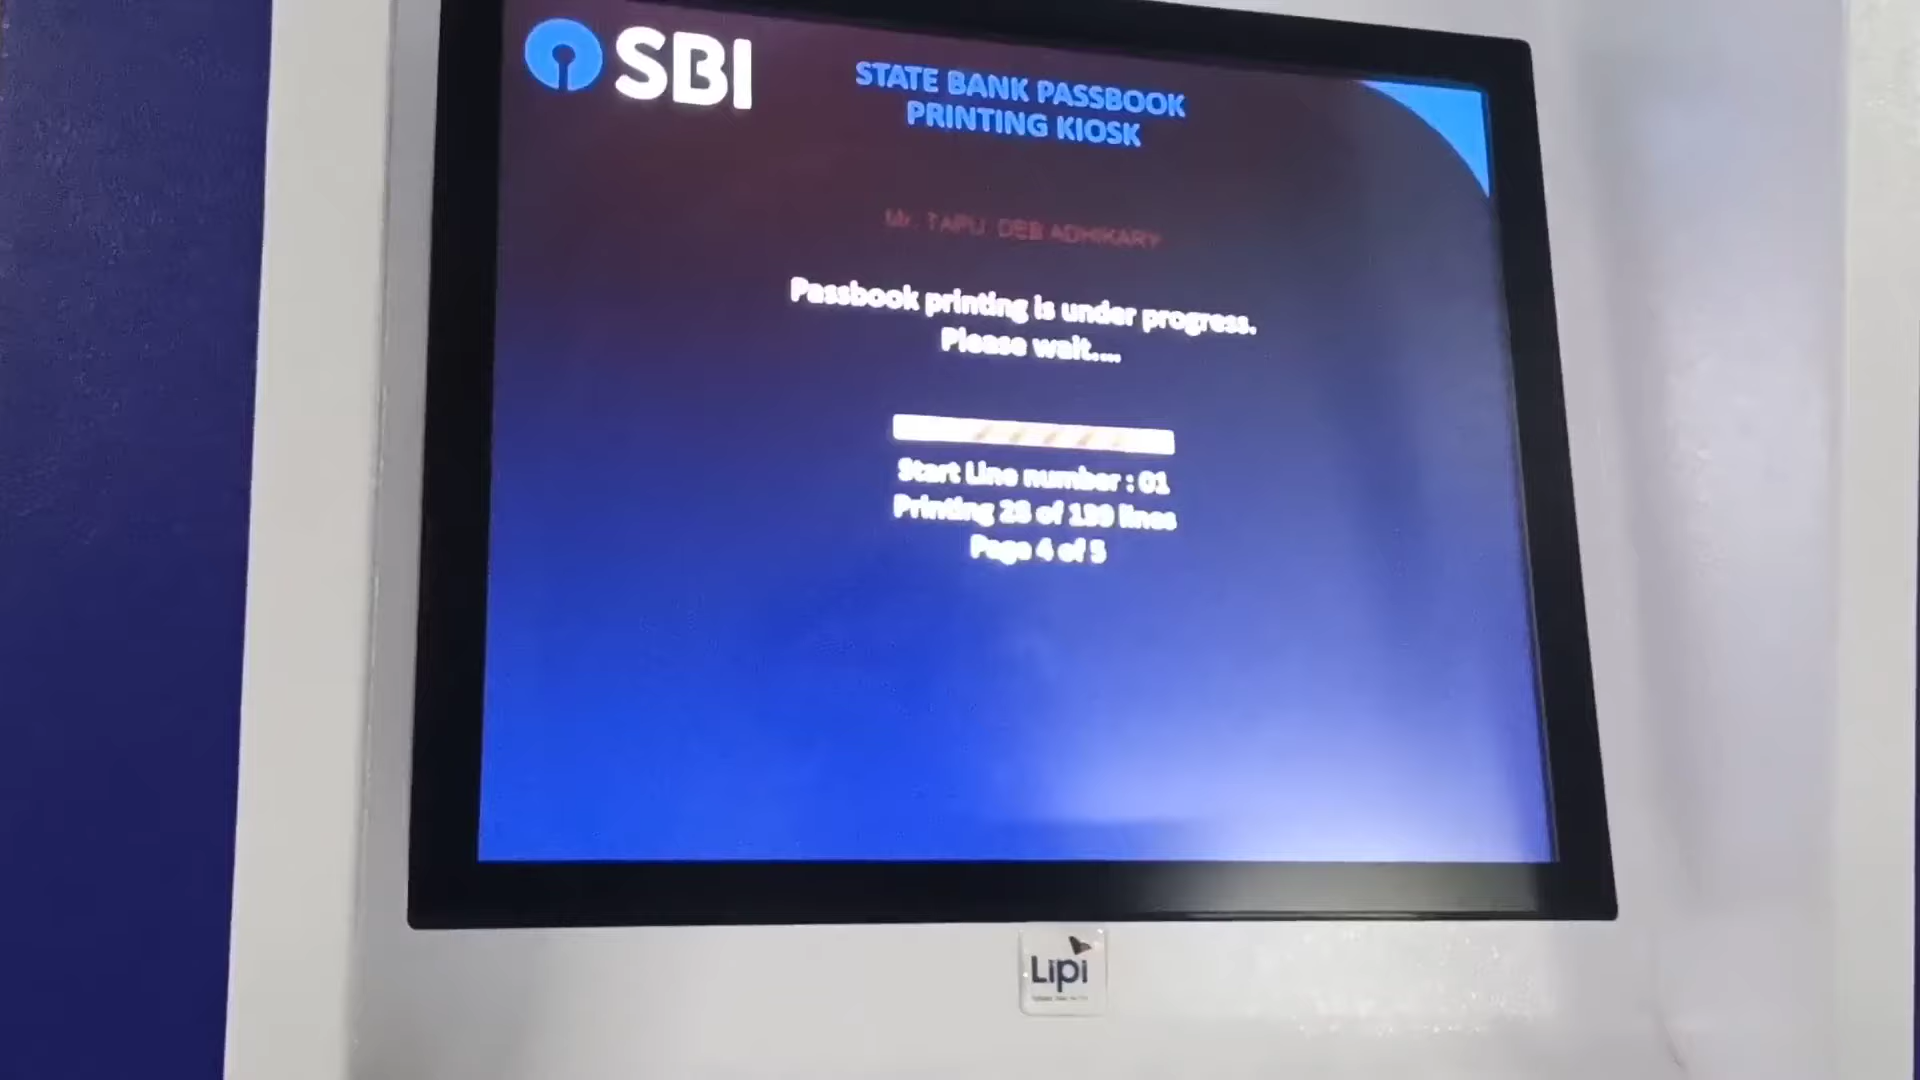 SBI
STATE BANK PASSBOOK
PRINTING KIOSK
Mr. TAPU DEB ADHIKARY
Passbook printing is under progress.
Please wait....
Start Line number : 01
Printing 28 of 139 lines
Page 4 of 5
Lipi